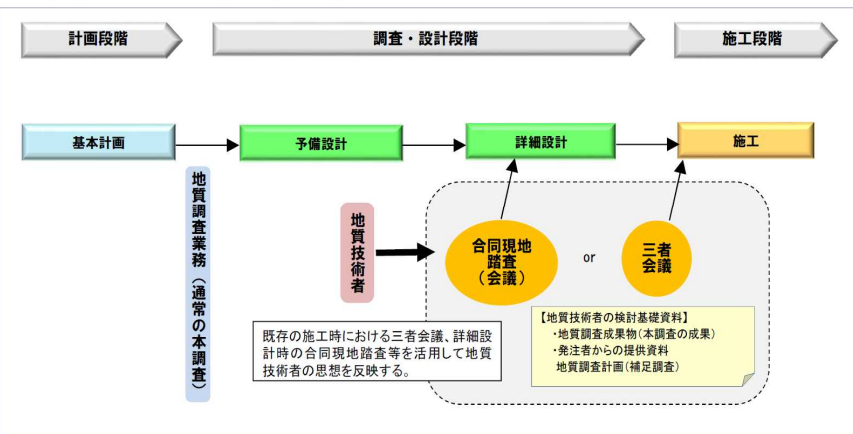 計画段階
調査・設計段階
施工段階
基本計画
予備設計
詳細設計
施工
地質調査業務（通常の本調査）
地質技術者
合同現地
踏査
（会議）
or
三者
会議
既存の施工時における三者会議、詳細設
計時の合同現地踏査等を活用して地質
技術者の思想を反映する。
【地質技術者の検討基礎資料】
・地質調査成果物(本調査の成果)
・発注者からの提供資料
地質調査計画(補足調査)